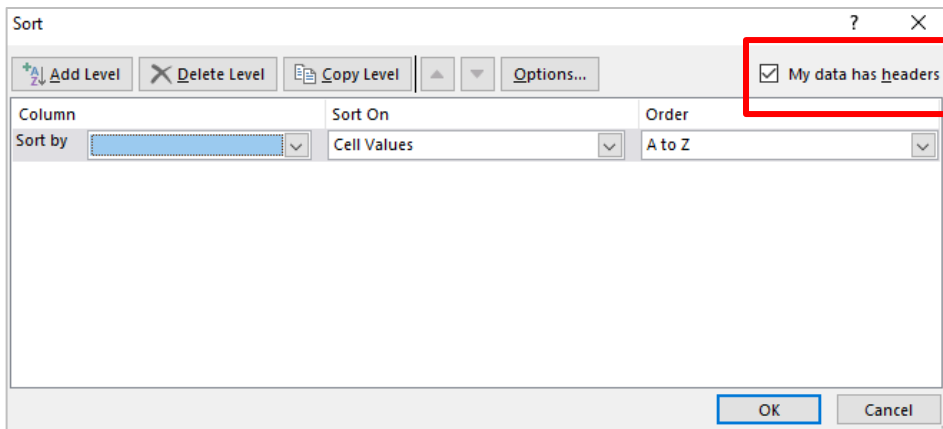 Sort ? ×
Add Level Delete Level Copy Level Options... My data has headers
Column Sort On Order
Sort by Cell Values A to Z
OK Cancel